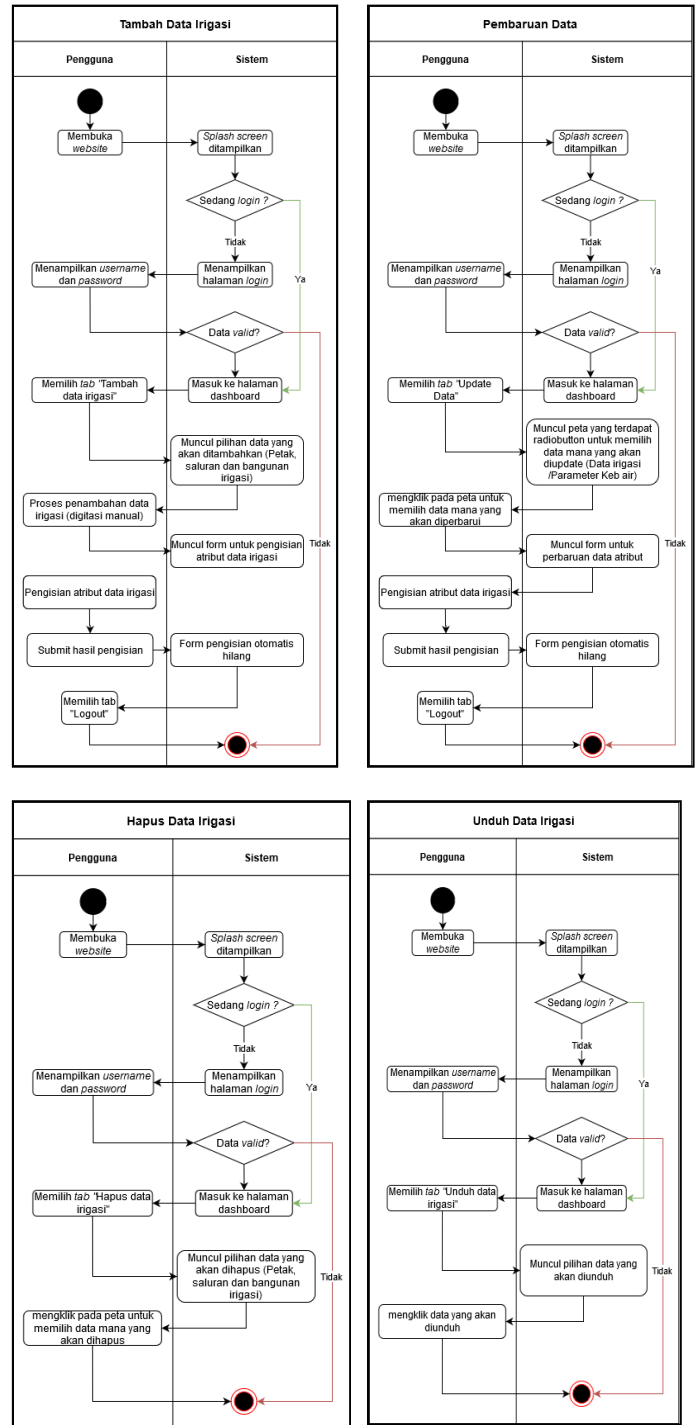 Tambah Data Irigasi
Pengguna
Sistem
Membuka
website
Splash screen
ditampilkan
Sedang login ?
Tidak
Ya
Menampilkan username
dan password
Menampilkan
halaman login
Data valid?
Memilih tab "Tambah
data irigasi"
Masuk ke halaman
dashboard
Muncul pilihan data yang
akan ditambahkan (Petak,
saluran dan bangunan
irigasi)
Proses penambahan data
irigasi (digitasi manual)
Muncul form untuk pengisian
atribut data irigasi
Tidak
Pengisian atribut data irigasi
Submit hasil pengisian
Form pengisian otomatis
hilang
Memilih tab
"Logout"
Pembaruan Data
Pengguna
Sistem
Membuka
website
Splash screen
ditampilkan
Sedang login ?
Tidak
Ya
Menampilkan username
dan password
Menampilkan
halaman login
Data valid?
Memilih tab "Update
Data"
Masuk ke halaman
dashboard
Muncul peta yang terdapat
radiobutton untuk memilih
data mana yang akan
diupdate (Data irigasi
/Parameter Keb air)
mengklik pada peta untuk
memilih data mana yang
akan diperbarui
Muncul form untuk
perbaruan data atribut
Tidak
Pengisian atribut data irigasi
Submit hasil pengisian
Form pengisian otomatis
hilang
Memilih tab
"Logout"
Hapus Data Irigasi
Pengguna
Sistem
Membuka
website
Splash screen
ditampilkan
Sedang login ?
Tidak
Ya
Menampilkan username
dan password
Menampilkan
halaman login
Data valid?
Memilih tab "Hapus data
irigasi"
Masuk ke halaman
dashboard
Muncul pilihan data yang
akan dihapus (Petak,
saluran dan bangunan
irigasi)
Tidak
mengklik pada peta untuk
memilih data mana yang
akan dihapus
Unduh Data Irigasi
Pengguna
Sistem
Membuka
website
Splash screen
ditampilkan
Sedang login ?
Tidak
Ya
Menampilkan username
dan password
Menampilkan
halaman login
Data valid?
Memilih tab "Unduh data
irigasi"
Masuk ke halaman
dashboard
Muncul pilihan data yang
akan diunduh
Tidak
mengklik data yang akan
diunduh